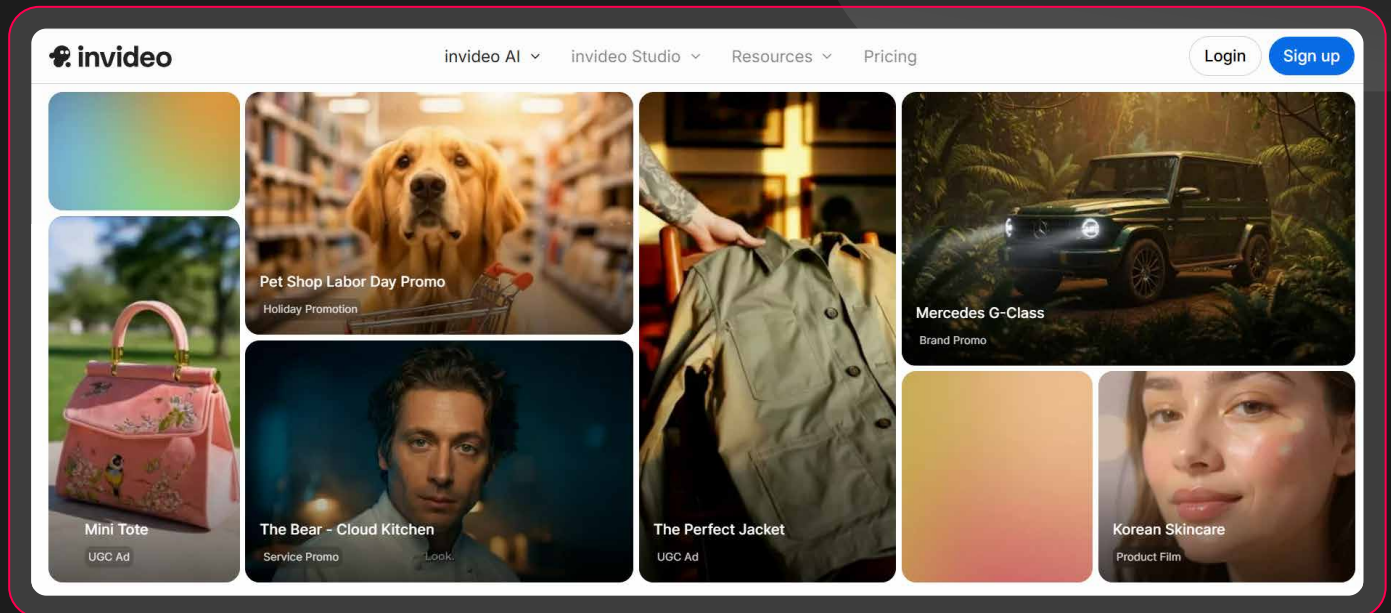 invideo
invideo AI
invideo Studio
Resources
Pricing
Login
Sign up
Pet Shop Labor Day Promo
Holiday Promotion
Mercedes G-Class
Brand Promo
Mini Tote
UGC Ad
The Bear - Cloud Kitchen
Service Promo
Look.
The Perfect Jacket
UGC Ad
Korean Skincare
Product Film